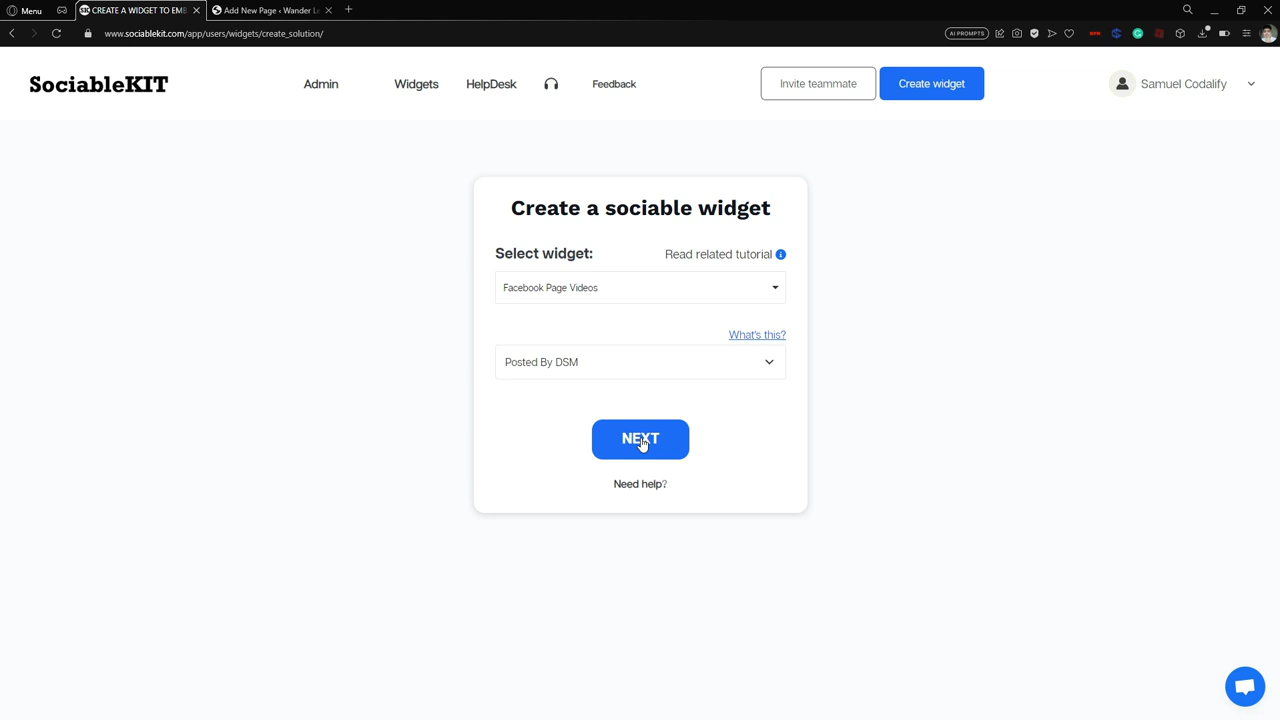 Menu
CREATE A WIDGET TO EMB
Add New Page ‹ Wander L
www.sociablekit.com/app/users/widgets/create_solution/
AI PROMPTS
SociableKIT
Admin
Widgets
HelpDesk
Feedback
Invite teammate
Create widget
Samuel Codalify
Create a sociable widget
Select widget:
Read related tutorial
Facebook Page Videos
What's this?
Posted By DSM
NEXT
Need help?